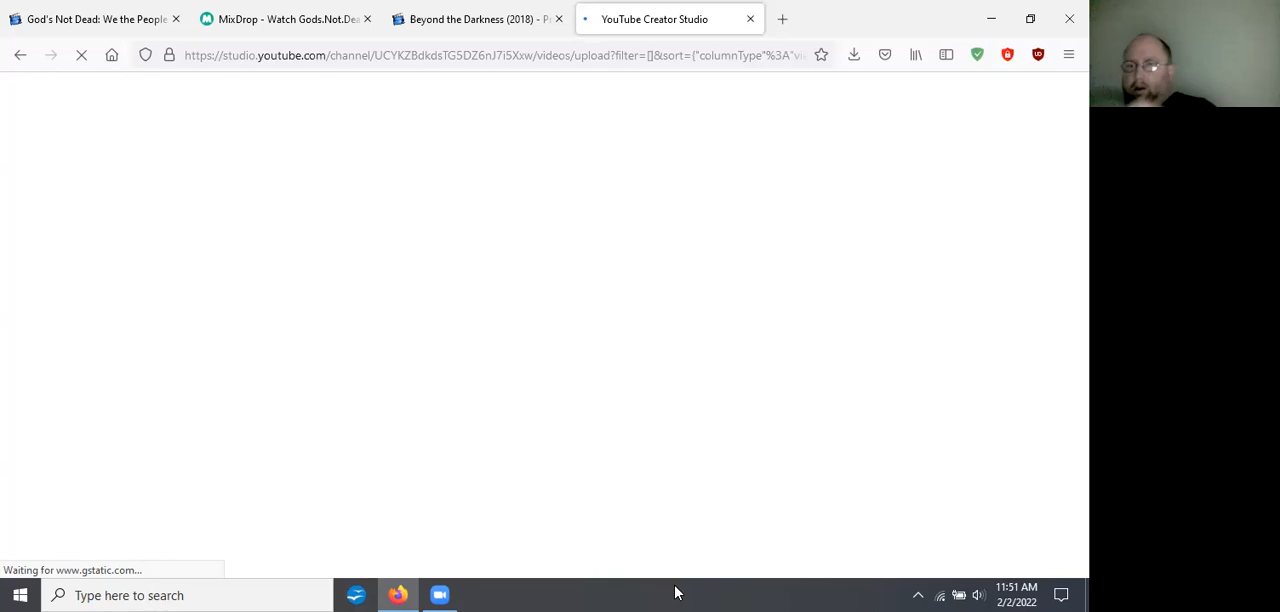 God's Not Dead: We the People
MixDrop - Watch Gods.Not.Dea
Beyond the Darkness (2018) - Pr
YouTube Creator Studio
https://studio.youtube.com/channel/UCYKZBdkdsTG5DZ6nJ7i5Xxw/videos/upload?filter=[]&sort={"columnType"%3A"vi
Waiting for www.gstatic.com...
Type here to search
11:51 AM
2/2/2022